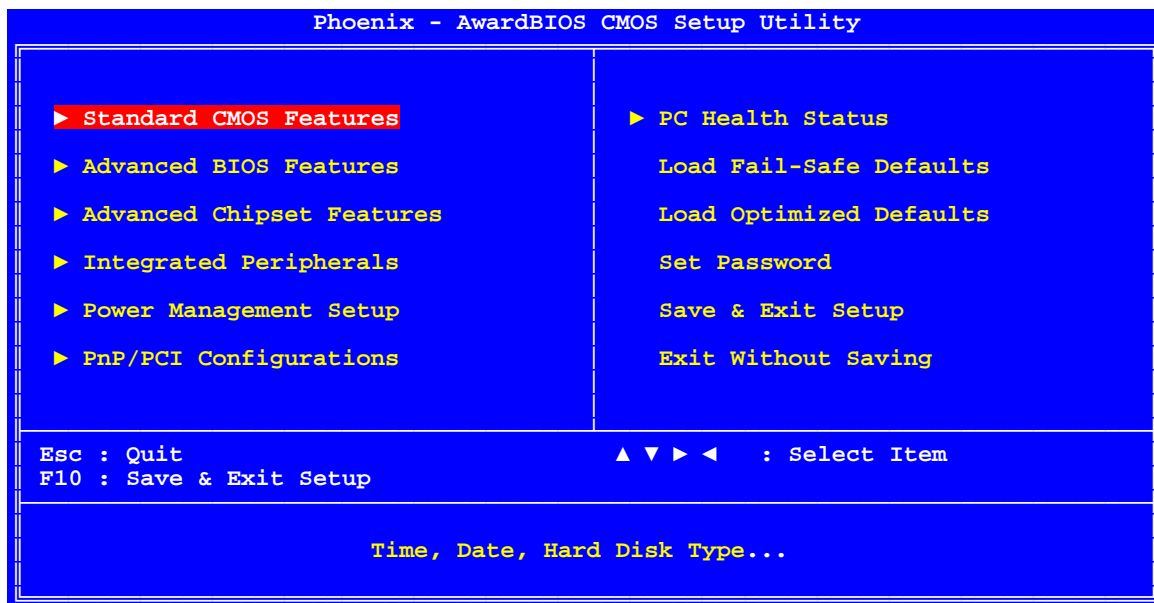 Phoenix - AwardBIOS CMOS Setup Utility
► Standard CMOS Features
► Advanced BIOS Features
► Advanced Chipset Features
► Integrated Peripherals
► Power Management Setup
► PnP/PCI Configurations
► PC Health Status
Load Fail-Safe Defaults
Load Optimized Defaults
Set Password
Save & Exit Setup
Exit Without Saving
Esc : Quit
F10 : Save & Exit Setup
▲ ▼ ► ◄ : Select Item
Time, Date, Hard Disk Type...